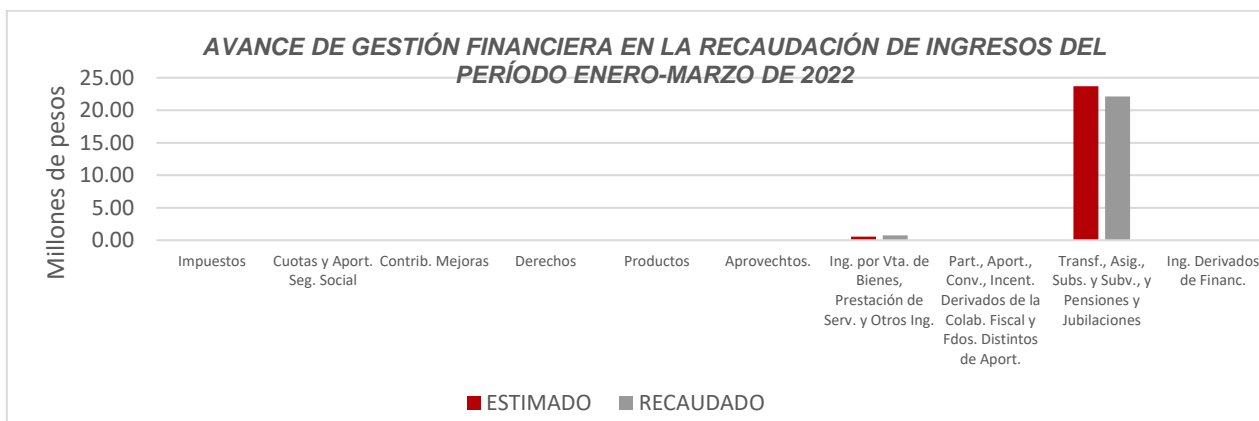 AVANCE DE GESTIÓN FINANCIERA EN LA RECAUDACIÓN DE INGRESOS DEL
PERÍODO ENERO-MARZO DE 2022
Millones de pesos
25.00
20.00
15.00
10.00
5.00
0.00
Impuestos
Cuotas y Aport.
Seg. Social
Contrib. Mejoras
Derechos
Productos
Aprovechtos.
Ing. por Vta. de
Bienes,
Prestación de
Serv. y Otros Ing.
Part., Aport.,
Conv., Incent.
Derivados de la
Colab. Fiscal y
Fdos. Distintos
de Aport.
Transf., Asig.,
Subs. y Subv., y
Pensiones y
Jubilaciones
Ing. Derivados
de Financ.
ESTIMADO
RECAUDADO